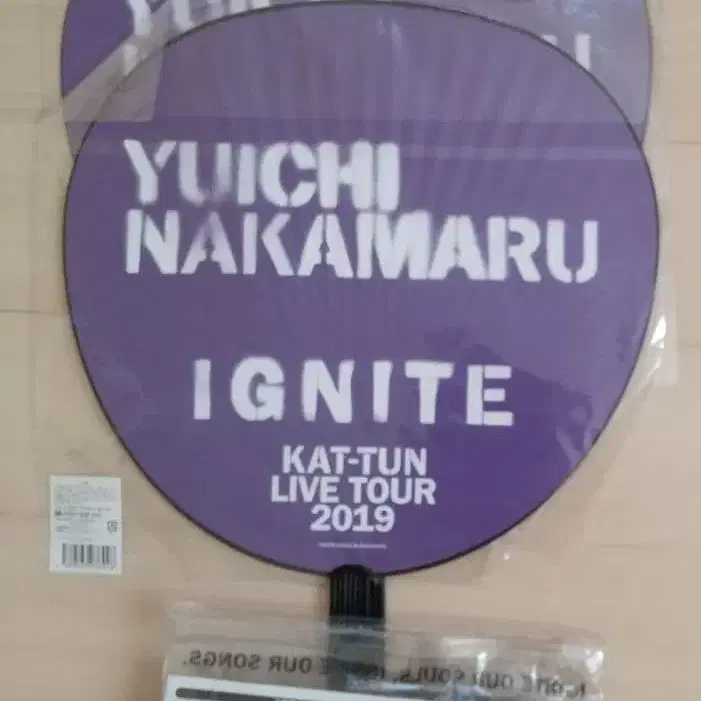 YUICHI
NAKAMARU
IGNITE
KAT-TUN
LIVE TOUR
2019
IGNITE OUR SOULS, IGNITE OUR SONGS.